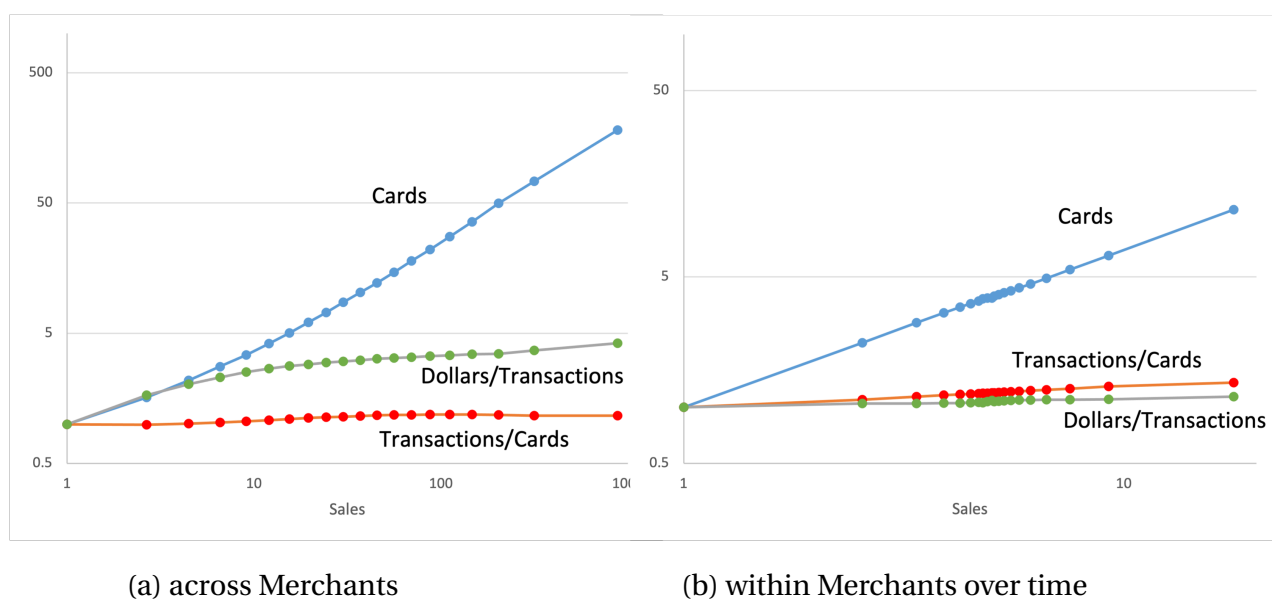 500
50
5
0.5
Cards
Dollars/Transactions
Transactions/Cards
1 10 100 100
Sales
50
5
0.5
Cards
Transactions/Cards
Dollars/Transactions
1 10
Sales
(a) across Merchants
(b) within Merchants over time